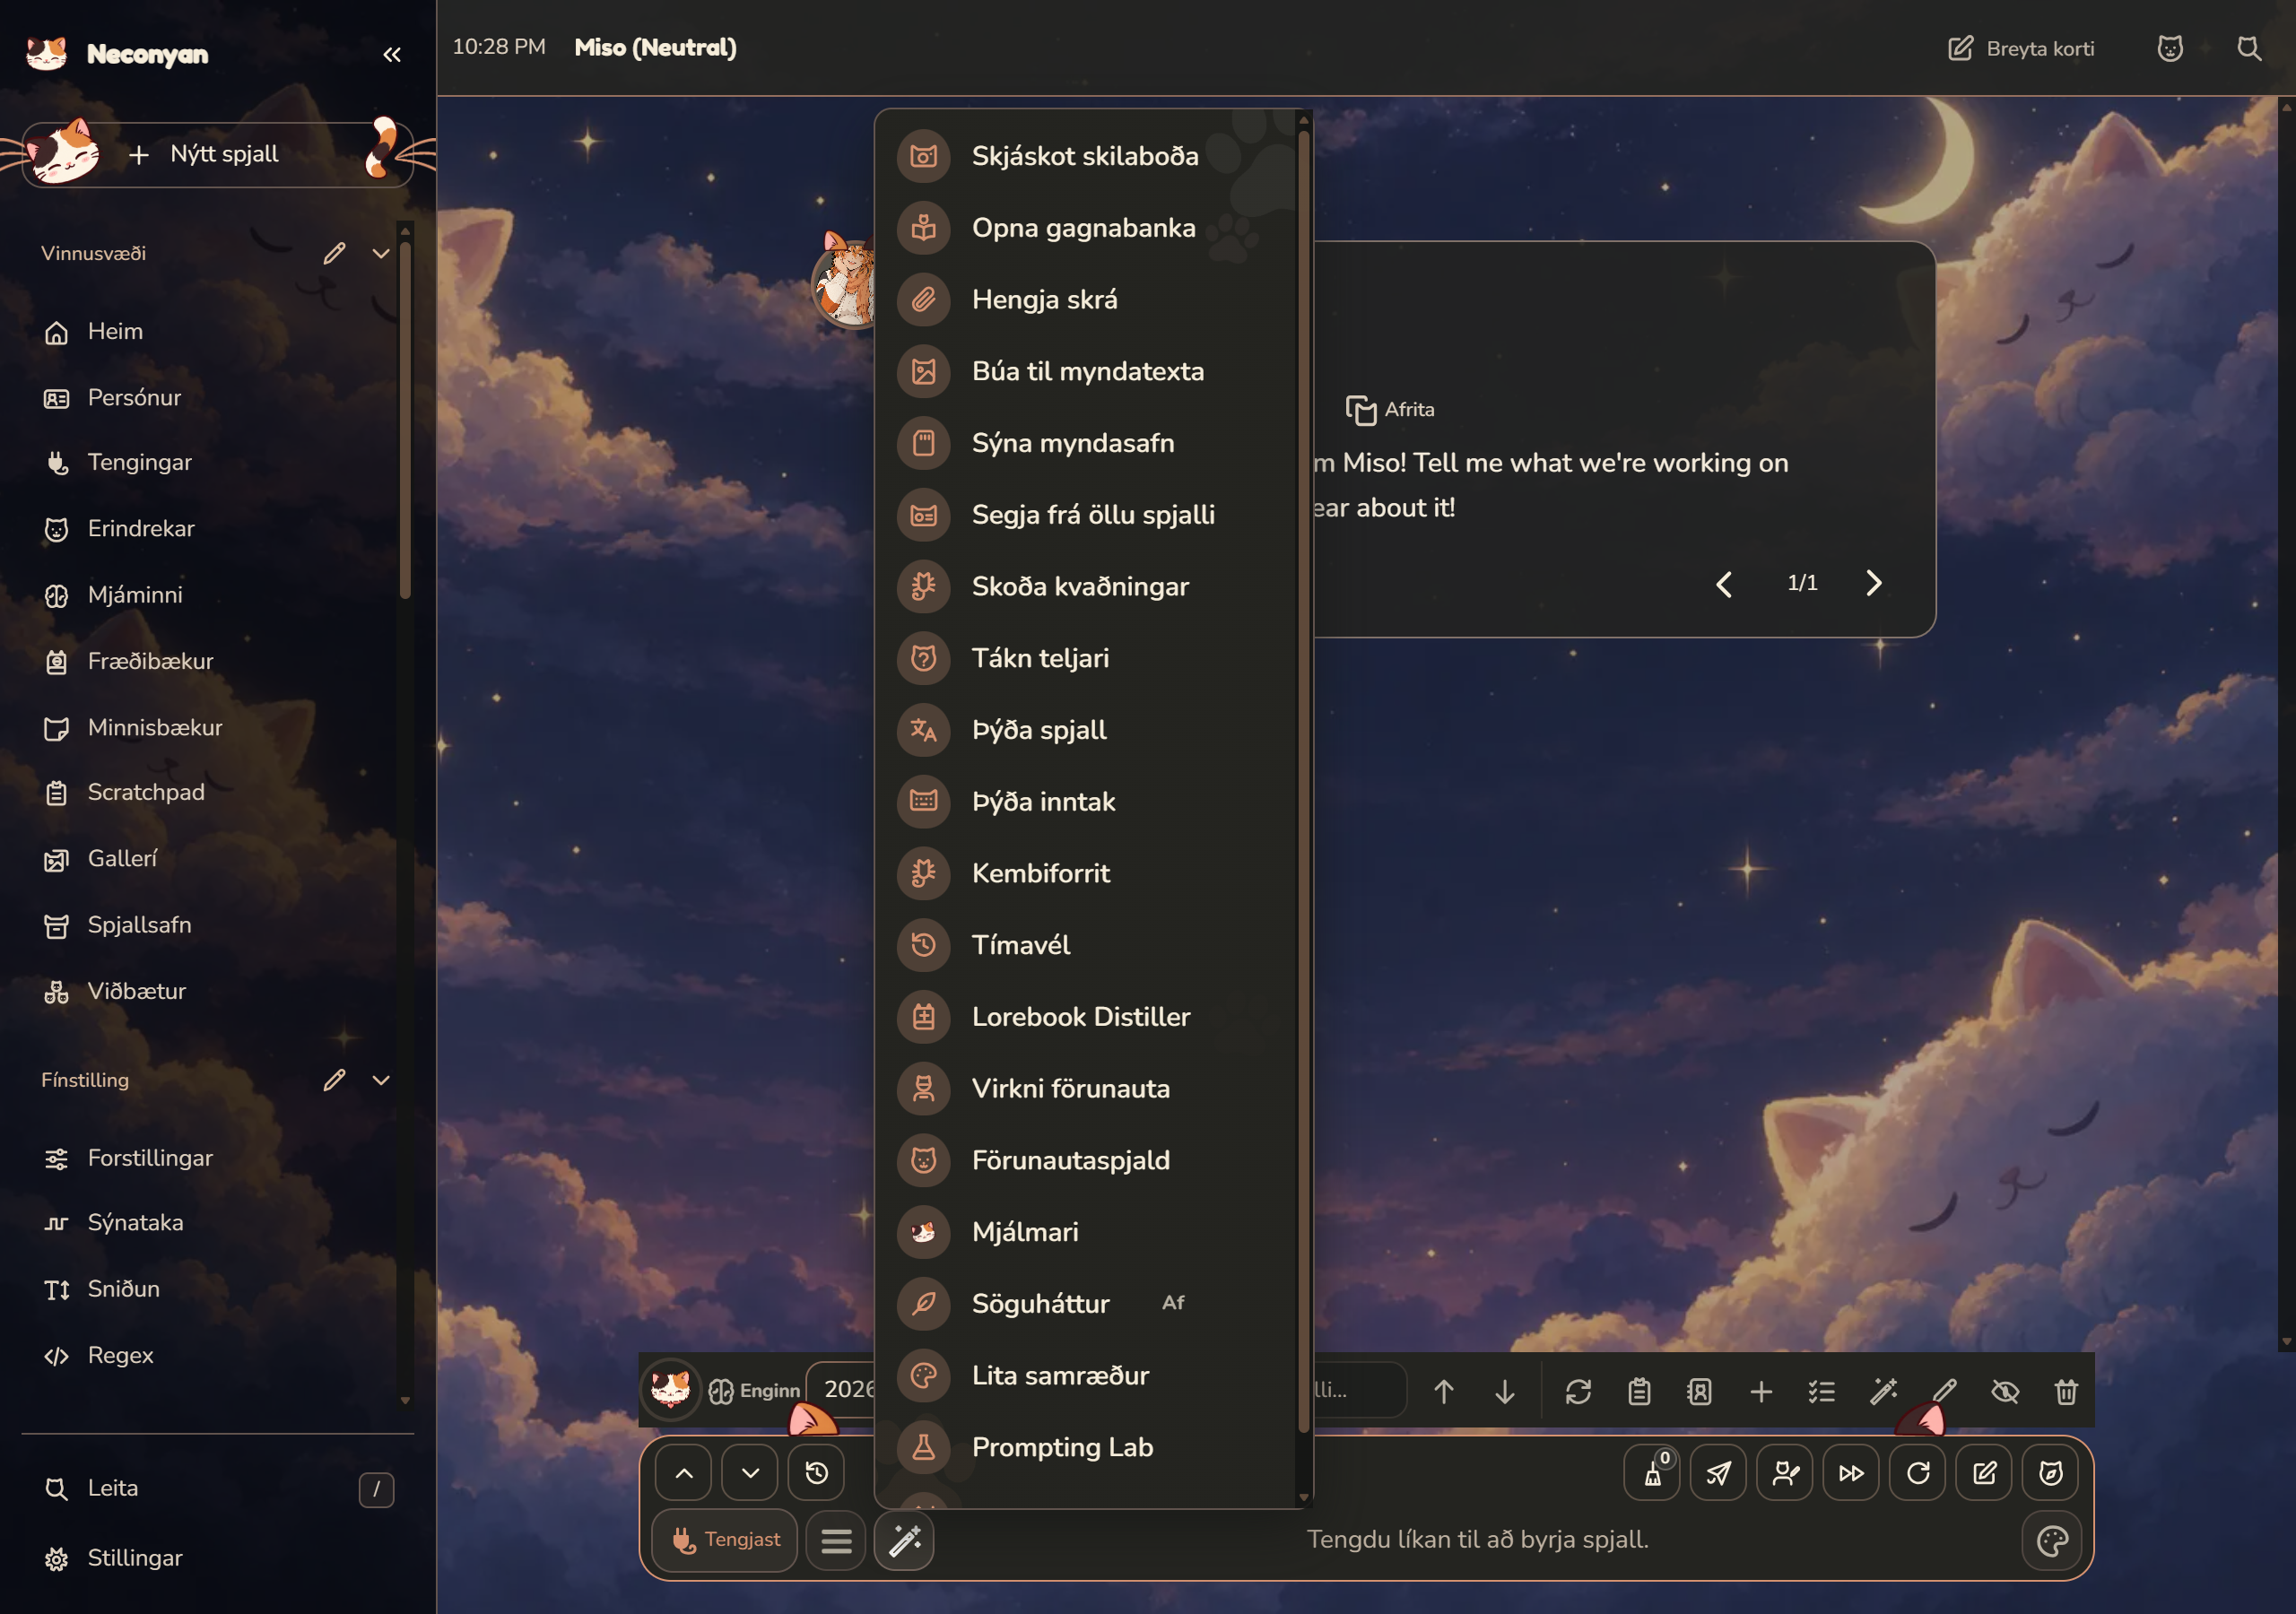 Neconyan
Nýtt spjall
Vinnusvæði
Heim
Persónur
Tengingar
Erindrekar
Mjáminni
Fræðibækur
Minnisbækur
Scratchpad
Gallerí
Spjallsafn
Viðbætur
Fínstilling
Forstillingar
Sýnataka
Sniðun
Regex
Leita /
Stillingar
10:28 PM Miso (Neutral)
Breyta korti
Skjáskot skilaboða
Opna gagnabanka
Hengja skrá
Búa til myndatexta
Sýna myndasafn
Segja frá öllu spjalli
Skoða kvaðningar
Tákn teljari
Þýða spjall
Þýða inntak
Kembiforrit
Tímavél
Lorebook Distiller
Virkni förunauta
Förunautaspjald
Mjálmari
Söguháttur Af
Lita samræður
Prompting Lab
Afrita
m Miso! Tell me what we're working on
ear about it!
1/1
Enginn 2026 lli...
0
Tengjast
Tengdu líkan til að byrja spjall.